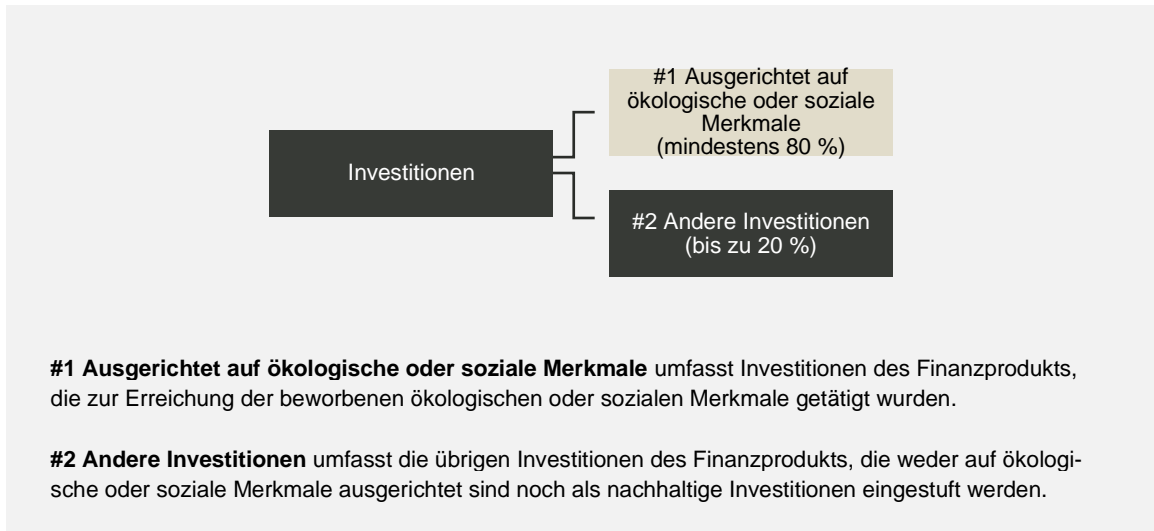 #1 Ausgerichtet auf
ökologische oder soziale
Merkmale
(mindestens 80 %)
Investitionen
#2 Andere Investitionen
(bis zu 20 %)
#1 Ausgerichtet auf ökologische oder soziale Merkmale umfasst Investitionen des Finanzprodukts,
die zur Erreichung der beworbenen ökologischen oder sozialen Merkmale getätigt wurden.
#2 Andere Investitionen umfasst die übrigen Investitionen des Finanzprodukts, die weder auf ökologi-
sche oder soziale Merkmale ausgerichtet sind noch als nachhaltige Investitionen eingestuft werden.